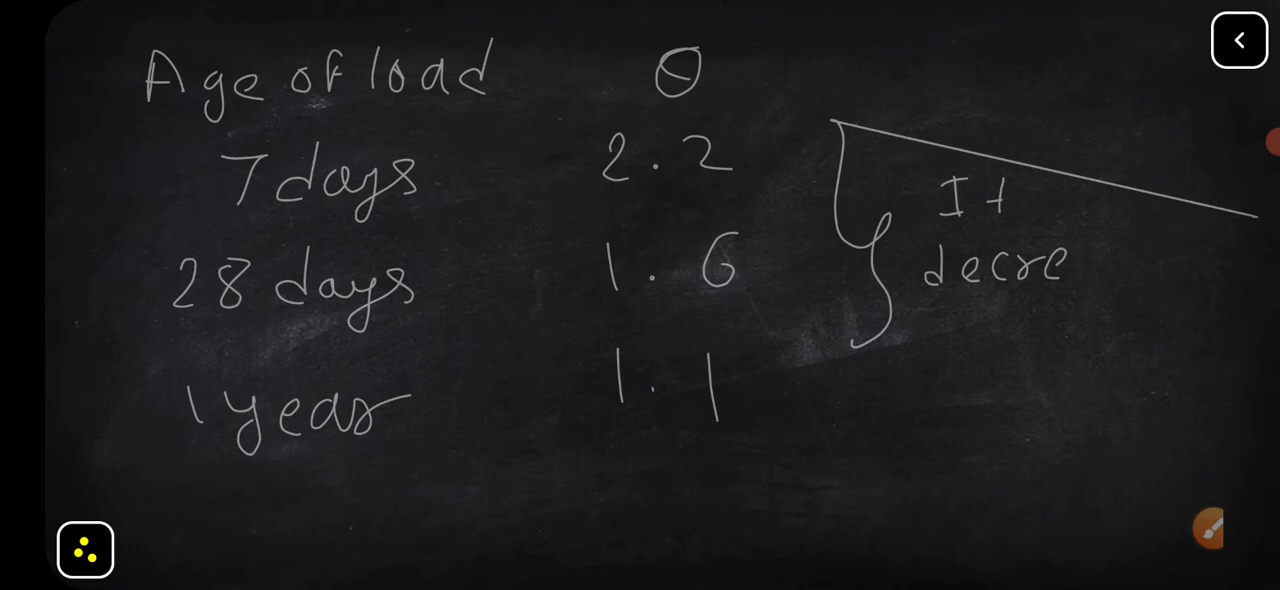 Age of load θ
7 days 2.2
28 days 1.6
1 year 1.1
It
decre